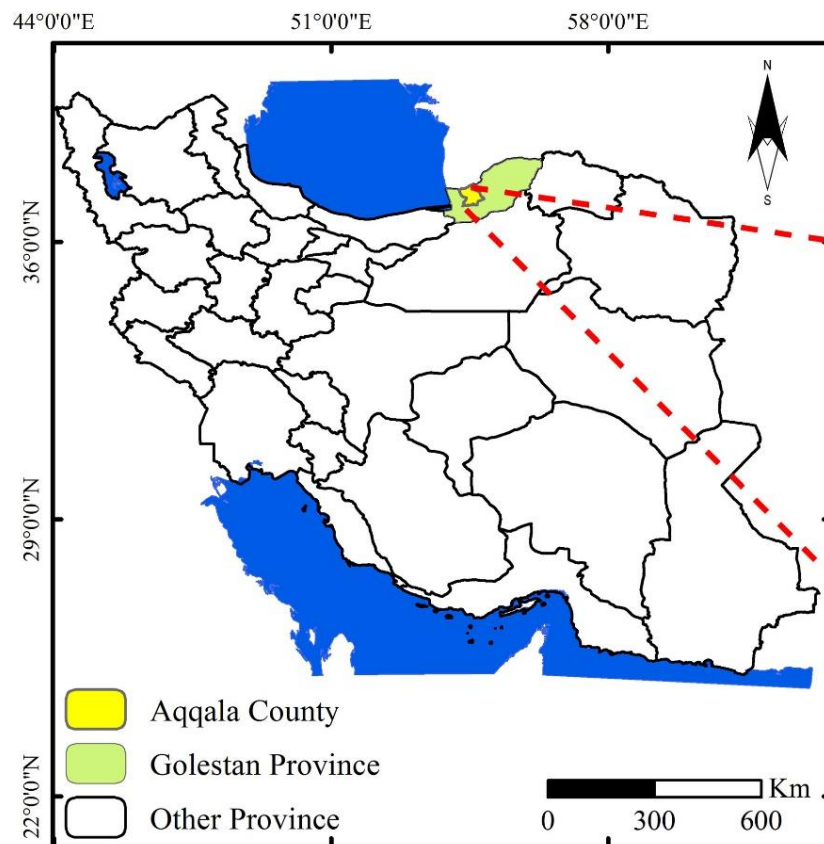 44°0'0"E 51°0'0"E 58°0'0"E
N
S
36°0'0"N
29°0'0"N
22°0'0"N
Aqqala County
Golestan Province
Other Province
Km
0 300 600